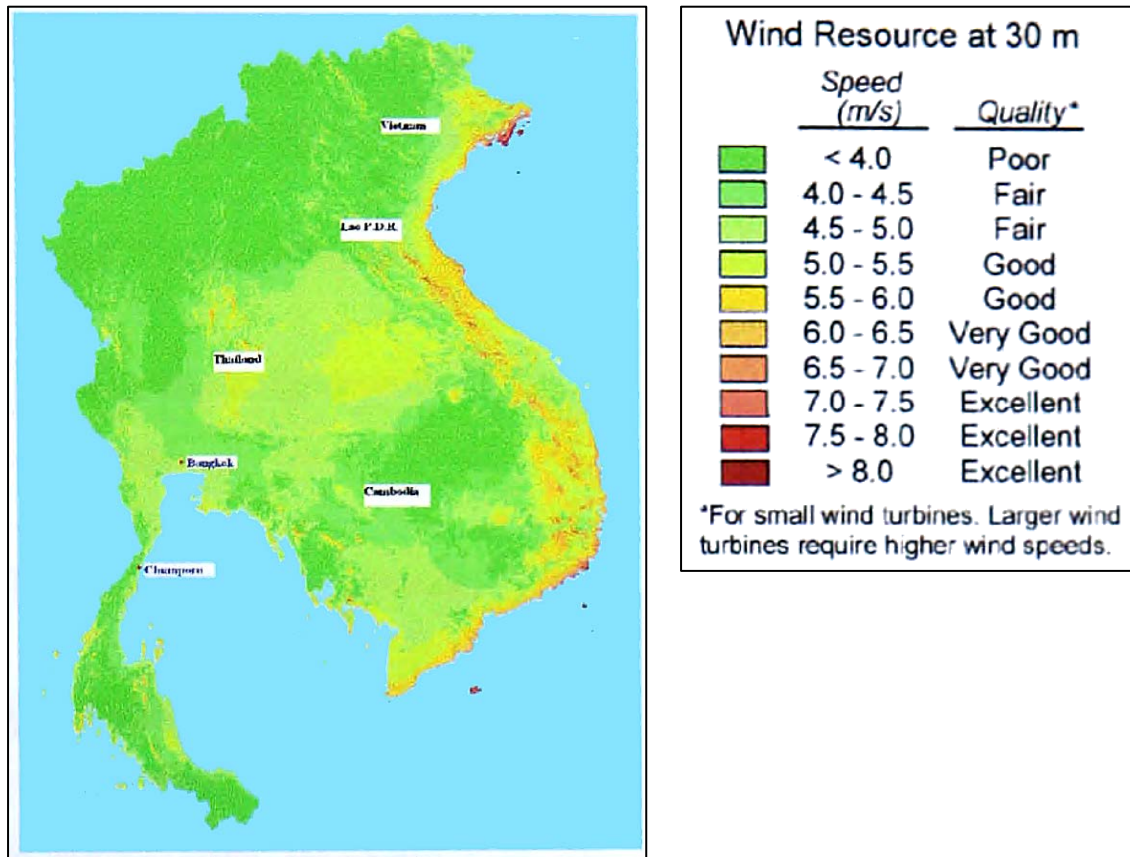 Vietnam
Lao P.D.R.
Thailand
Bangkok
Cambodia
Chumporn
Wind Resource at 30 m
Speed
(m/s) Quality*
< 4.0 Poor
4.0 - 4.5 Fair
4.5 - 5.0 Fair
5.0 - 5.5 Good
5.5 - 6.0 Good
6.0 - 6.5 Very Good
6.5 - 7.0 Very Good
7.0 - 7.5 Excellent
7.5 - 8.0 Excellent
> 8.0 Excellent
*For small wind turbines. Larger wind
turbines require higher wind speeds.